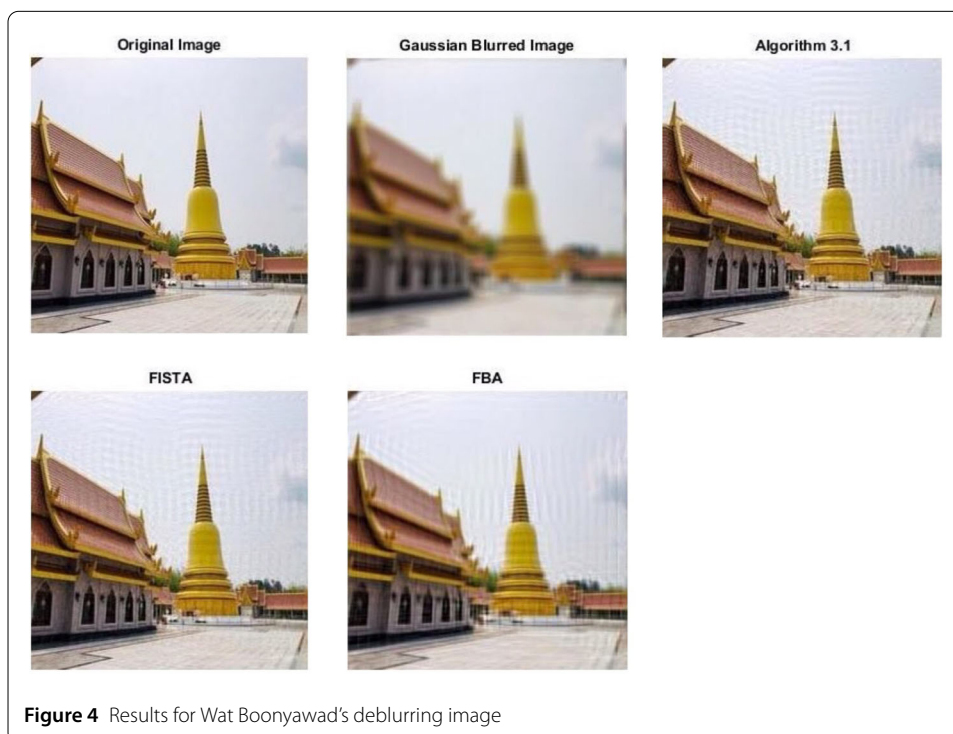 Original Image
Gaussian Blurred Image
Algorithm 3.1
FISTA
FBA
Figure 4 Results for Wat Boonyawad's deblurring image